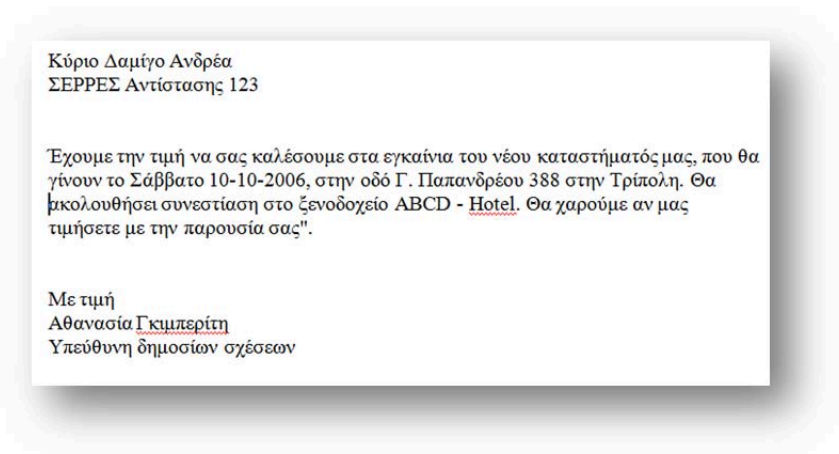 Κύριο Δαμίγο Ανδρέα
ΣΕΡΡΕΣ Αντίστασης 123
Έχουμε την τιμή να σας καλέσουμε στα εγκαίνια του νέου καταστήματός μας, που θα
γίνουν το Σάββατο 10-10-2006, στην οδό Γ. Παπανδρέου 388 στην Τρίπολη. Θα
ακολουθήσει συνεστίαση στο ξενοδοχείο ABCD - Hotel. Θα χαρούμε αν μας
τιμήσετε με την παρουσία σας".
Με τιμή
Αθανασία Γκιμπερίτη
Υπεύθυνη δημοσίων σχέσεων